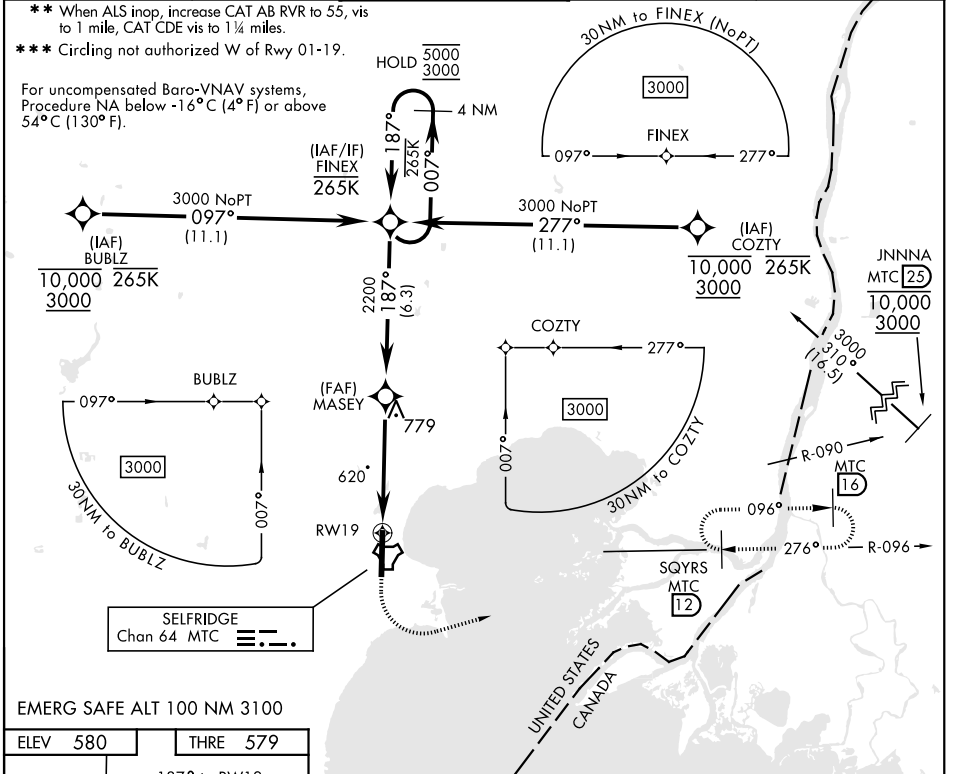 ** When ALS inop, increase CAT AB RVR to 55, vis
to 1 mile, CAT CDE vis to 1¼ miles.
*** Circling not authorized W of Rwy 01-19.
For uncompensated Baro-VNAV systems,
Procedure NA below -16°C (4°F) or above
54°C (130°F).
HOLD 5000
3000
4 NM
187°
265K
007°
30 NM to FINEX (NoPT)
3000
FINEX
097°
277°
(IAF/IF)
FINEX
265K
3000 NoPT
097°
(11.1)
3000 NoPT
277°
(11.1)
(IAF)
BUBLZ
10,000 265K
3000
(IAF)
COZTY
10,000 265K
3000
JNNNA
MTC 25
10,000
3000
2200
187°
(6.3)
3000
310°
(16.5)
COZTY
277°
3000
007°
30 NM to COZTY
BUBLZ
097°
3000
007°
30 NM to BUBLZ
(FAF)
MASEY
779
620
R-090
MTC
16
096°
276°
R-096
SQYRS
MTC
12
RW19
SELFRIDGE
Chan 64 MTC
UNITED STATES
CANADA
EMERG SAFE ALT 100 NM 3100
ELEV 580
THRE 579